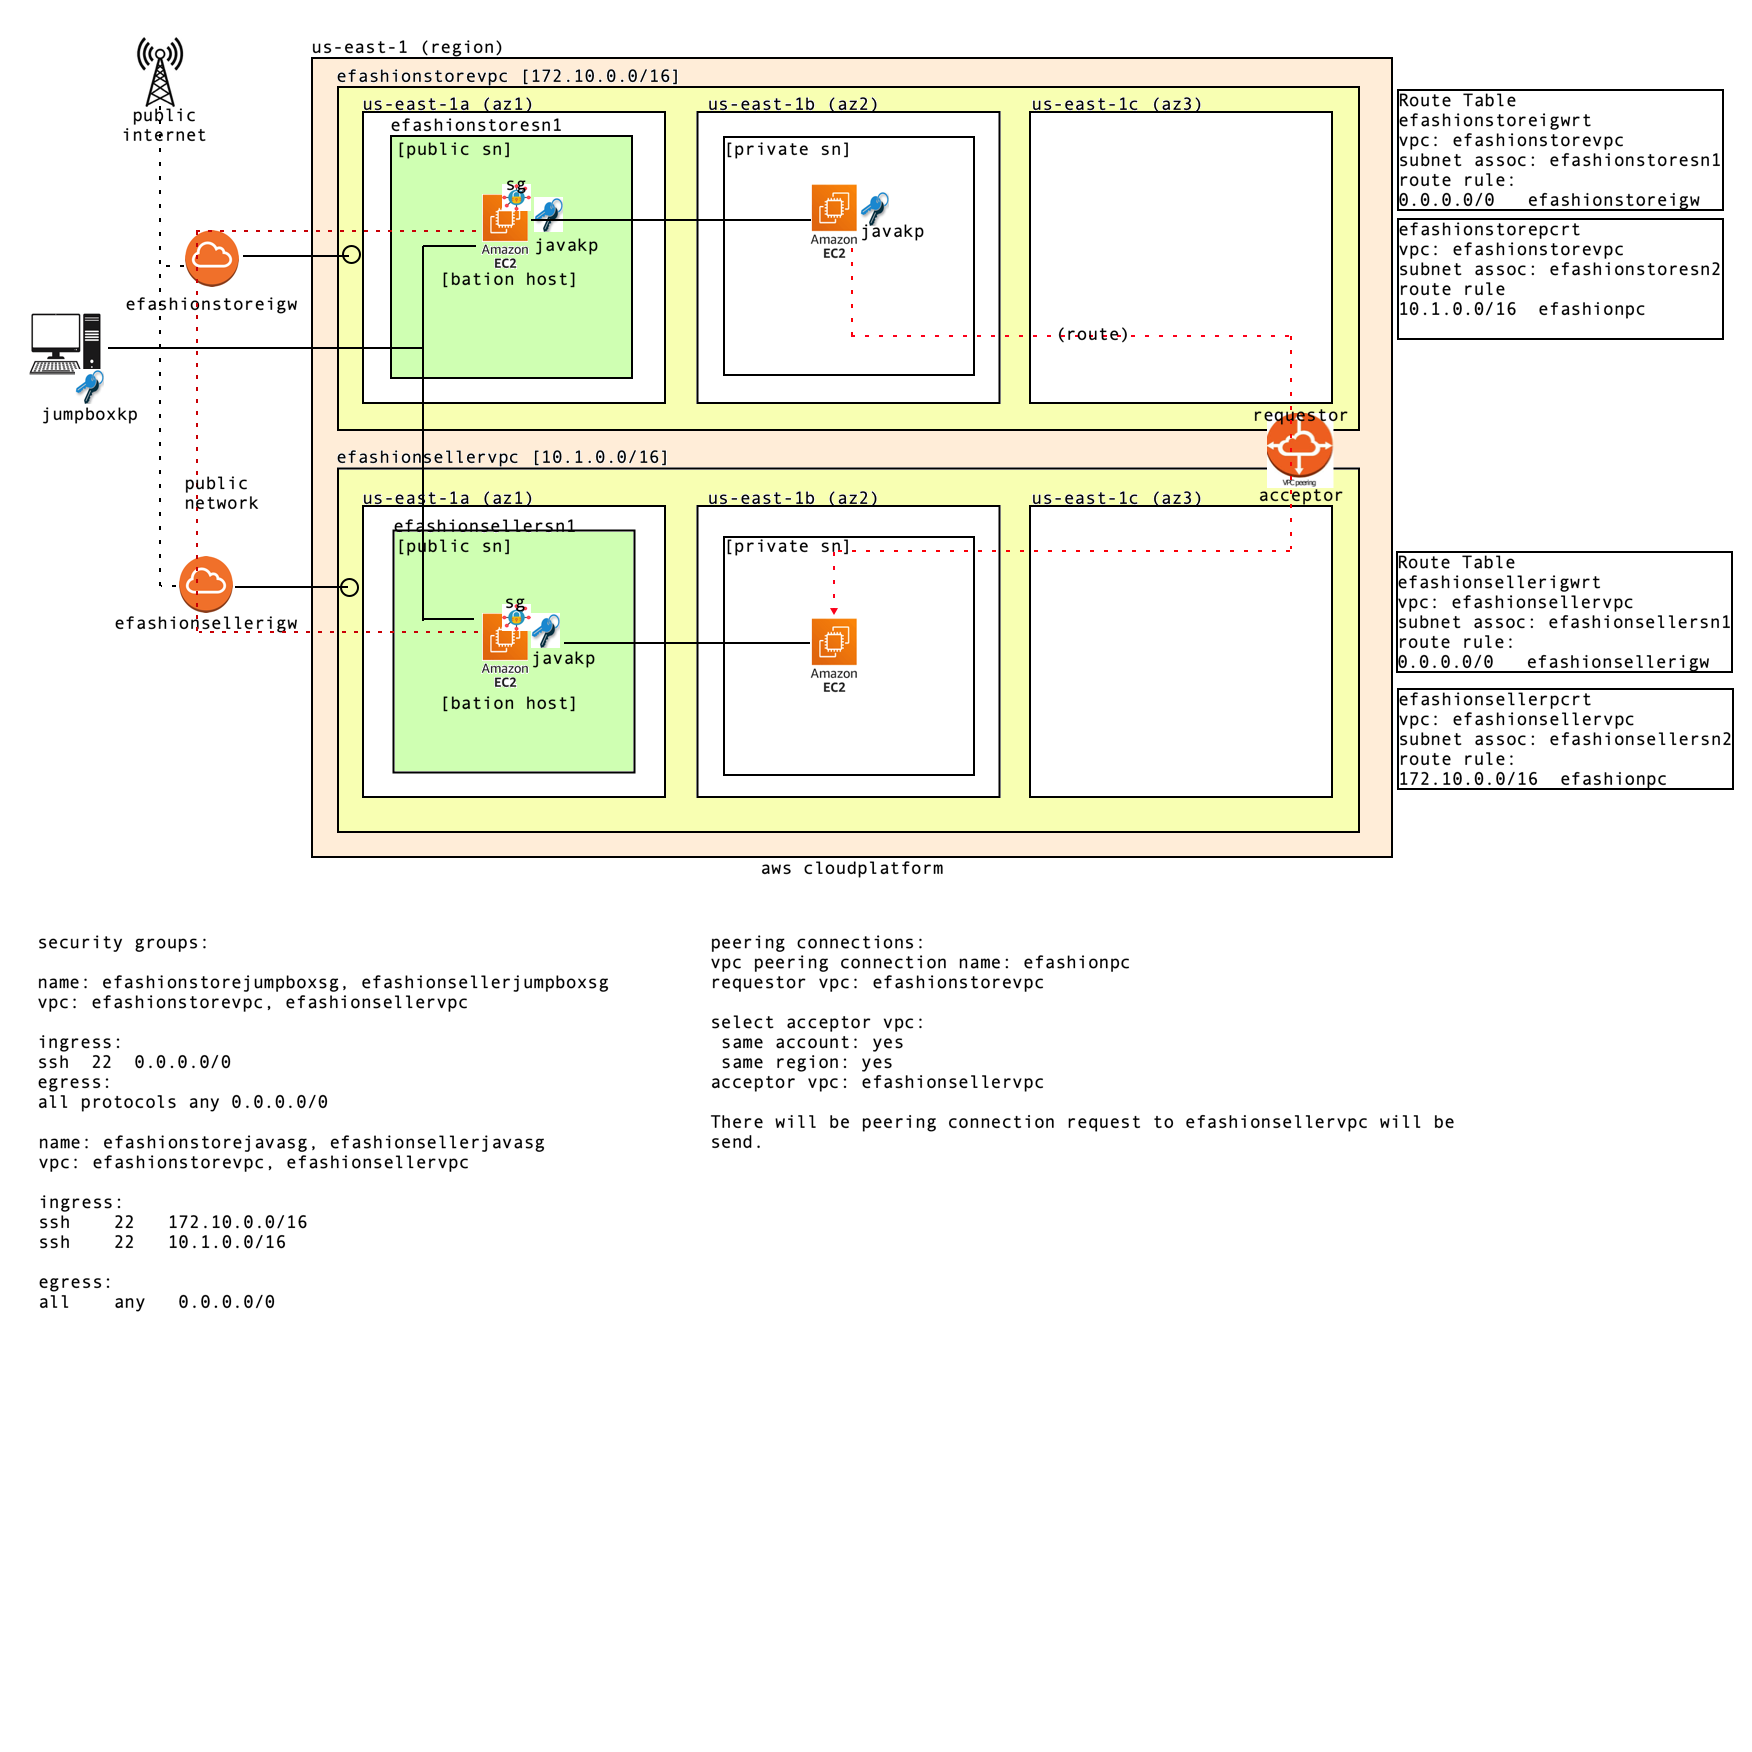 us-east-1 (region)
efashionstorevpc [172.10.0.0/16]
us-east-1a (az1)
us-east-1b (az2)
us-east-1c (az3)
efashionstoresn1
[public sn]
[private sn]
public
internet
sg
javakp
Amazon
EC2
[bation host]
javakp
Amazon
EC2
efashionstoreigw
(route)
jumpboxkp
requestor
VPC peering
acceptor
Route Table
efashionstoreigwrt
vpc: efashionstorevpc
subnet assoc: efashionstoresn1
route rule:
0.0.0.0/0   efashionstoreigw
efashionstorepcrt
vpc: efashionstorevpc
subnet assoc: efashionstoresn2
route rule
10.1.0.0/16  efashionpc
efashionsellervpc [10.1.0.0/16]
public
network
us-east-1a (az1)
us-east-1b (az2)
us-east-1c (az3)
efashionsellersn1
[public sn]
[private sn]
sg
javakp
Amazon
EC2
[bation host]
Amazon
EC2
efashionsellerigw
Route Table
efashionsellerigwrt
vpc: efashionsellervpc
subnet assoc: efashionsellersn1
route rule:
0.0.0.0/0   efashionsellerigw
efashionsellerpcrt
vpc: efashionsellervpc
subnet assoc: efashionsellersn2
route rule:
172.10.0.0/16  efashionpc
aws cloudplatform
security groups:
name: efashionstorejumpboxsg, efashionsellerjumpboxsg
vpc: efashionstorevpc, efashionsellervpc
ingress:
ssh  22  0.0.0.0/0
egress:
all protocols any 0.0.0.0/0
name: efashionstorejavasg, efashionsellerjavasg
vpc: efashionstorevpc, efashionsellervpc
ingress:
ssh    22   172.10.0.0/16
ssh    22   10.1.0.0/16
egress:
all    any   0.0.0.0/0
peering connections:
vpc peering connection name: efashionpc
requestor vpc: efashionstorevpc
select acceptor vpc:
same account: yes
same region: yes
acceptor vpc: efashionsellervpc
There will be peering connection request to efashionsellervpc will be
send.